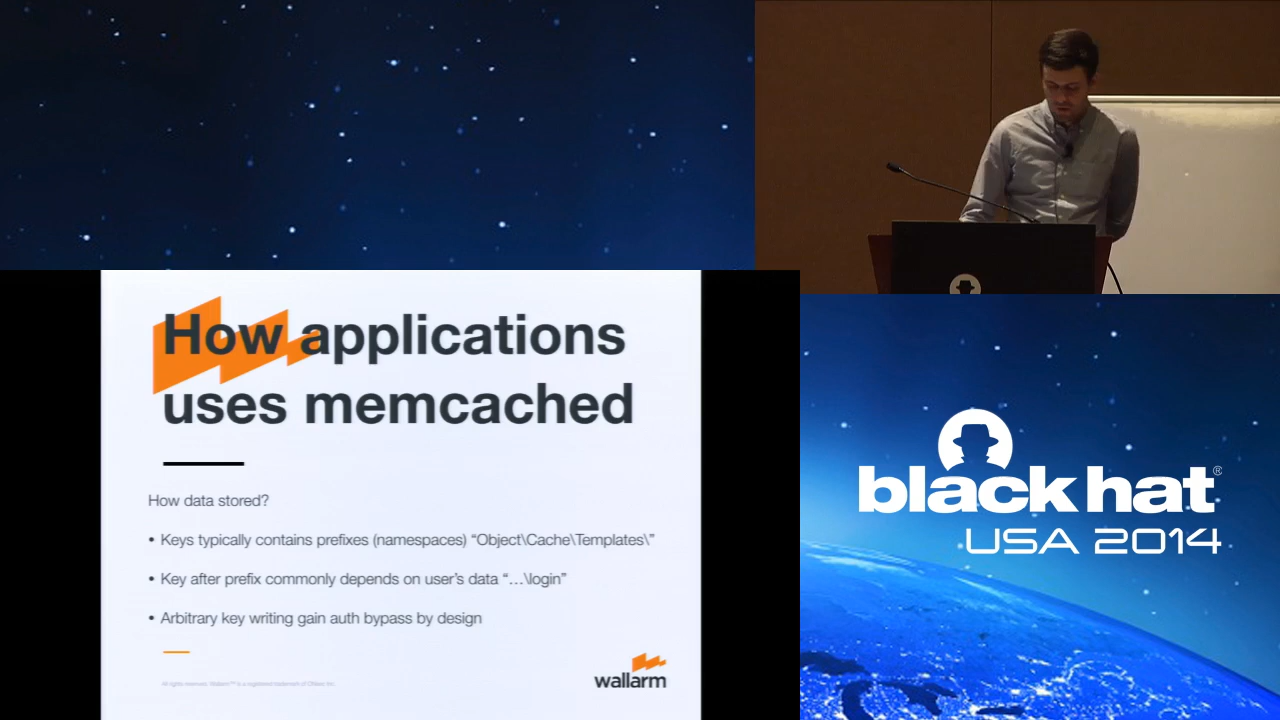 How applications
uses memcached
How data stored?
• Keys typically contains prefixes (namespaces) “Object\Cache\Templates\”
• Key after prefix commonly depends on user’s data “…\login”
• Arbitrary key writing gain auth bypass by design
wallarm
black hat®
USA 2014